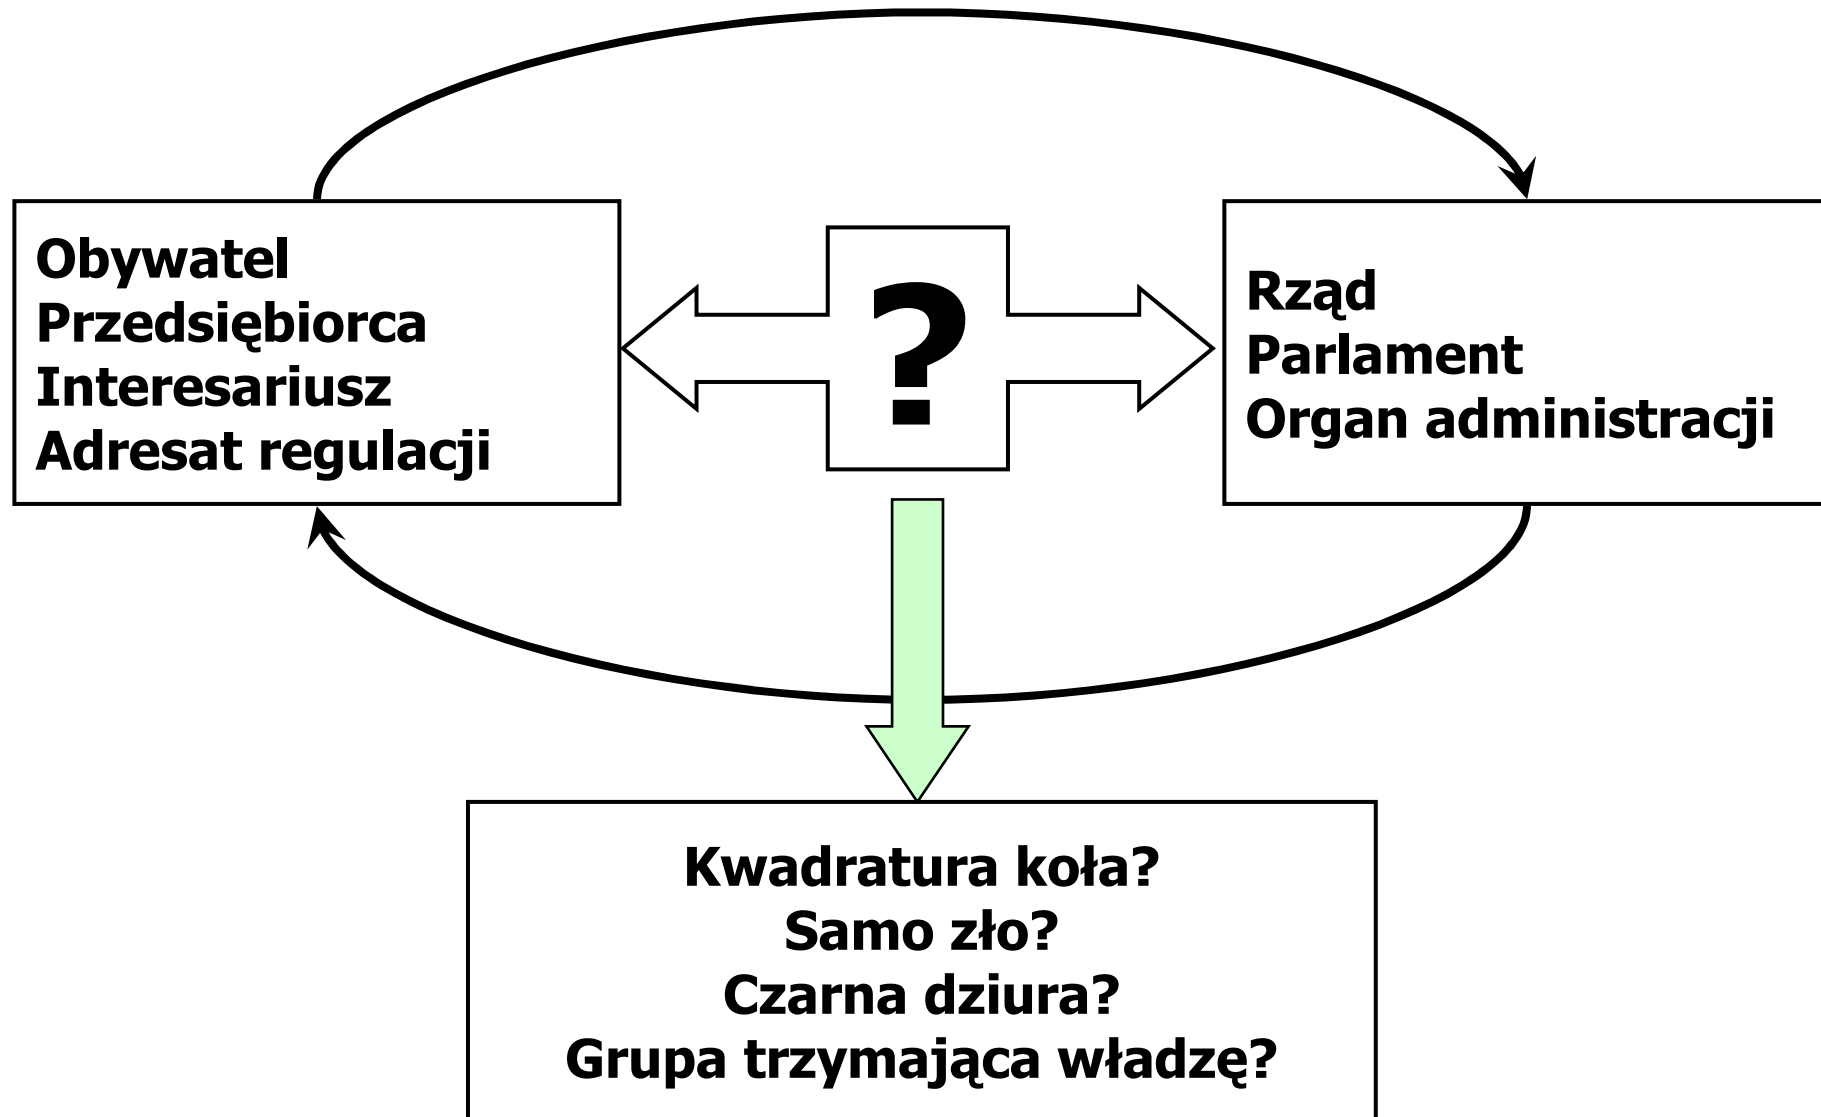 Obywatel
Przedsiębiorca
Interesariusz
Adresat regulacji
?
Rząd
Parlament
Organ administracji
Kwadratura koła?
Samo zło?
Czarna dziura?
Grupa trzymająca władzę?